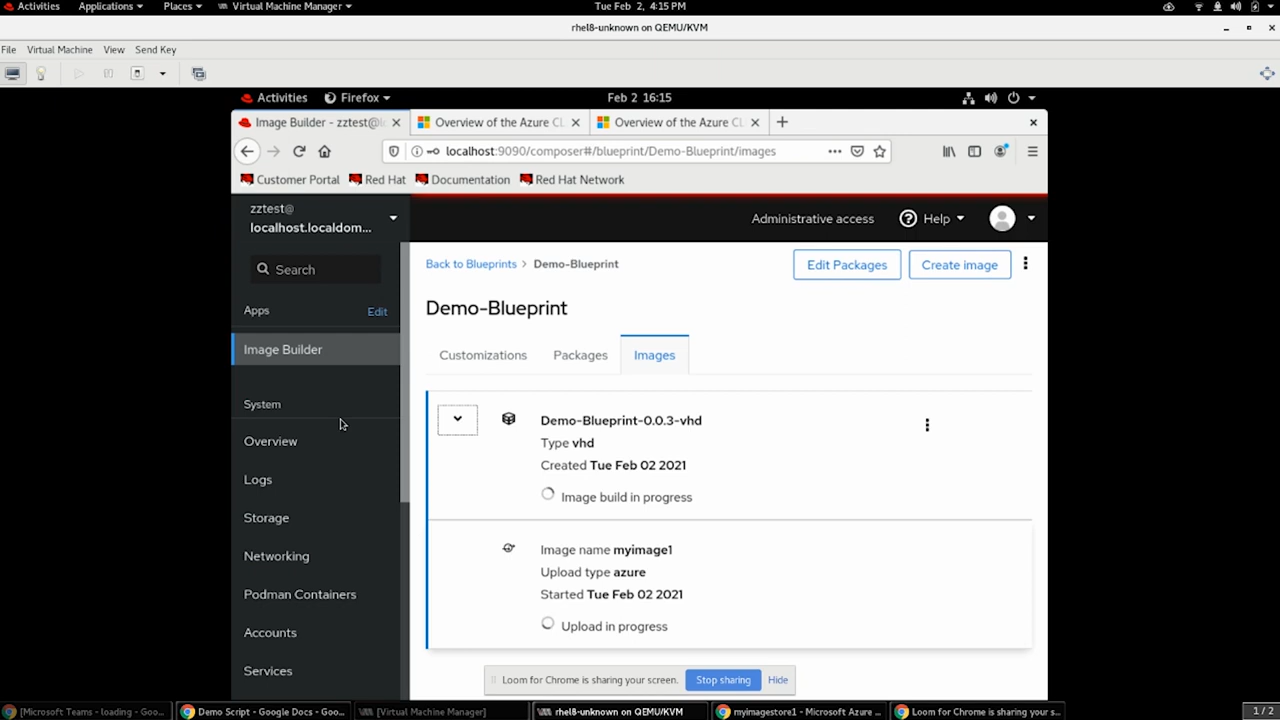 Activities Applications Places Virtual Machine Manager Tue Feb 2, 4:15 PM
rhel8-unknown on QEMU/KVM
File Virtual Machine View Send Key
Activities Firefox Feb 2 16:15
Image Builder - zztest@l Overview of the Azure CL Overview of the Azure CL
localhost:9090/composer#/blueprint/Demo-Blueprint/images
Customer Portal Red Hat Documentation Red Hat Network
zztest@
localhost.localdom...
Administrative access Help
Search
Back to Blueprints > Demo-Blueprint Edit Packages Create image
Apps Edit
Demo-Blueprint
Image Builder
Customizations Packages Images
System
Overview
Logs
Storage
Networking
Podman Containers
Accounts
Services
Demo-Blueprint-0.0.3-vhd
Type vhd
Created Tue Feb 02 2021
Image build in progress
Image name myimage1
Upload type azure
Started Tue Feb 02 2021
Upload in progress
Loom for Chrome is sharing your screen. Stop sharing Hide
[Microsoft Teams - loading - Goo... Demo Script - Google Docs - Goo... [Virtual Machine Manager] rhel8-unknown on QEMU/KVM myimagestore1 - Microsoft Azure ... Loom for Chrome is sharing your s... 1 / 2